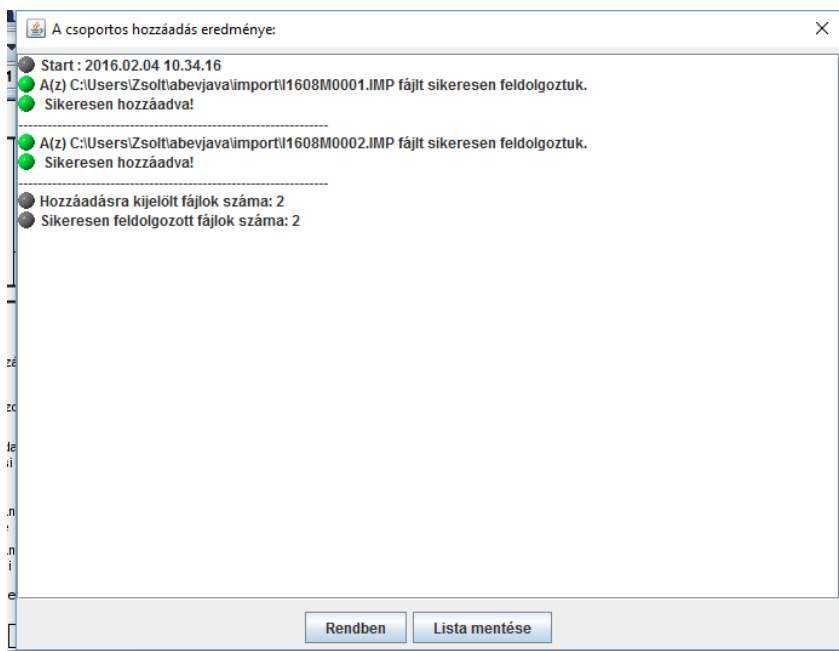 A csoportos hozzáadás eredménye:
Start : 2016.02.04 10.34.16
A(z) C:\Users\Zsolt\abevjava\import\I1608M0001.IMP fájlt sikeresen feldolgoztuk.
Sikeresen hozzáadva!
--------------------------------------------------------------
A(z) C:\Users\Zsolt\abevjava\import\I1608M0002.IMP fájlt sikeresen feldolgoztuk.
Sikeresen hozzáadva!
--------------------------------------------------------------
Hozzáadásra kijelölt fájlok száma: 2
Sikeresen feldolgozott fájlok száma: 2
Rendben
Lista mentése